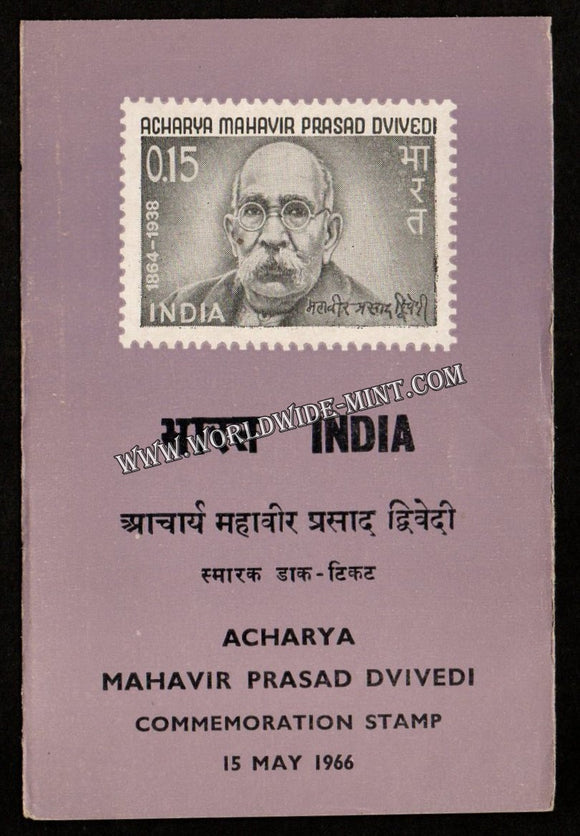 ACHARYA MAHAVIR PRASAD DVIVEDI
0.15
भारत
1864-1938
INDIA
महावीर प्रसाद द्विवेदी
WWW.WORLDWIDE-MINT.COM
भारत INDIA
आचार्य महावीर प्रसाद द्विवेदी
स्मारक डाक-टिकट
ACHARYA
MAHAVIR PRASAD DVIVEDI
COMMEMORATION STAMP
15 MAY 1966